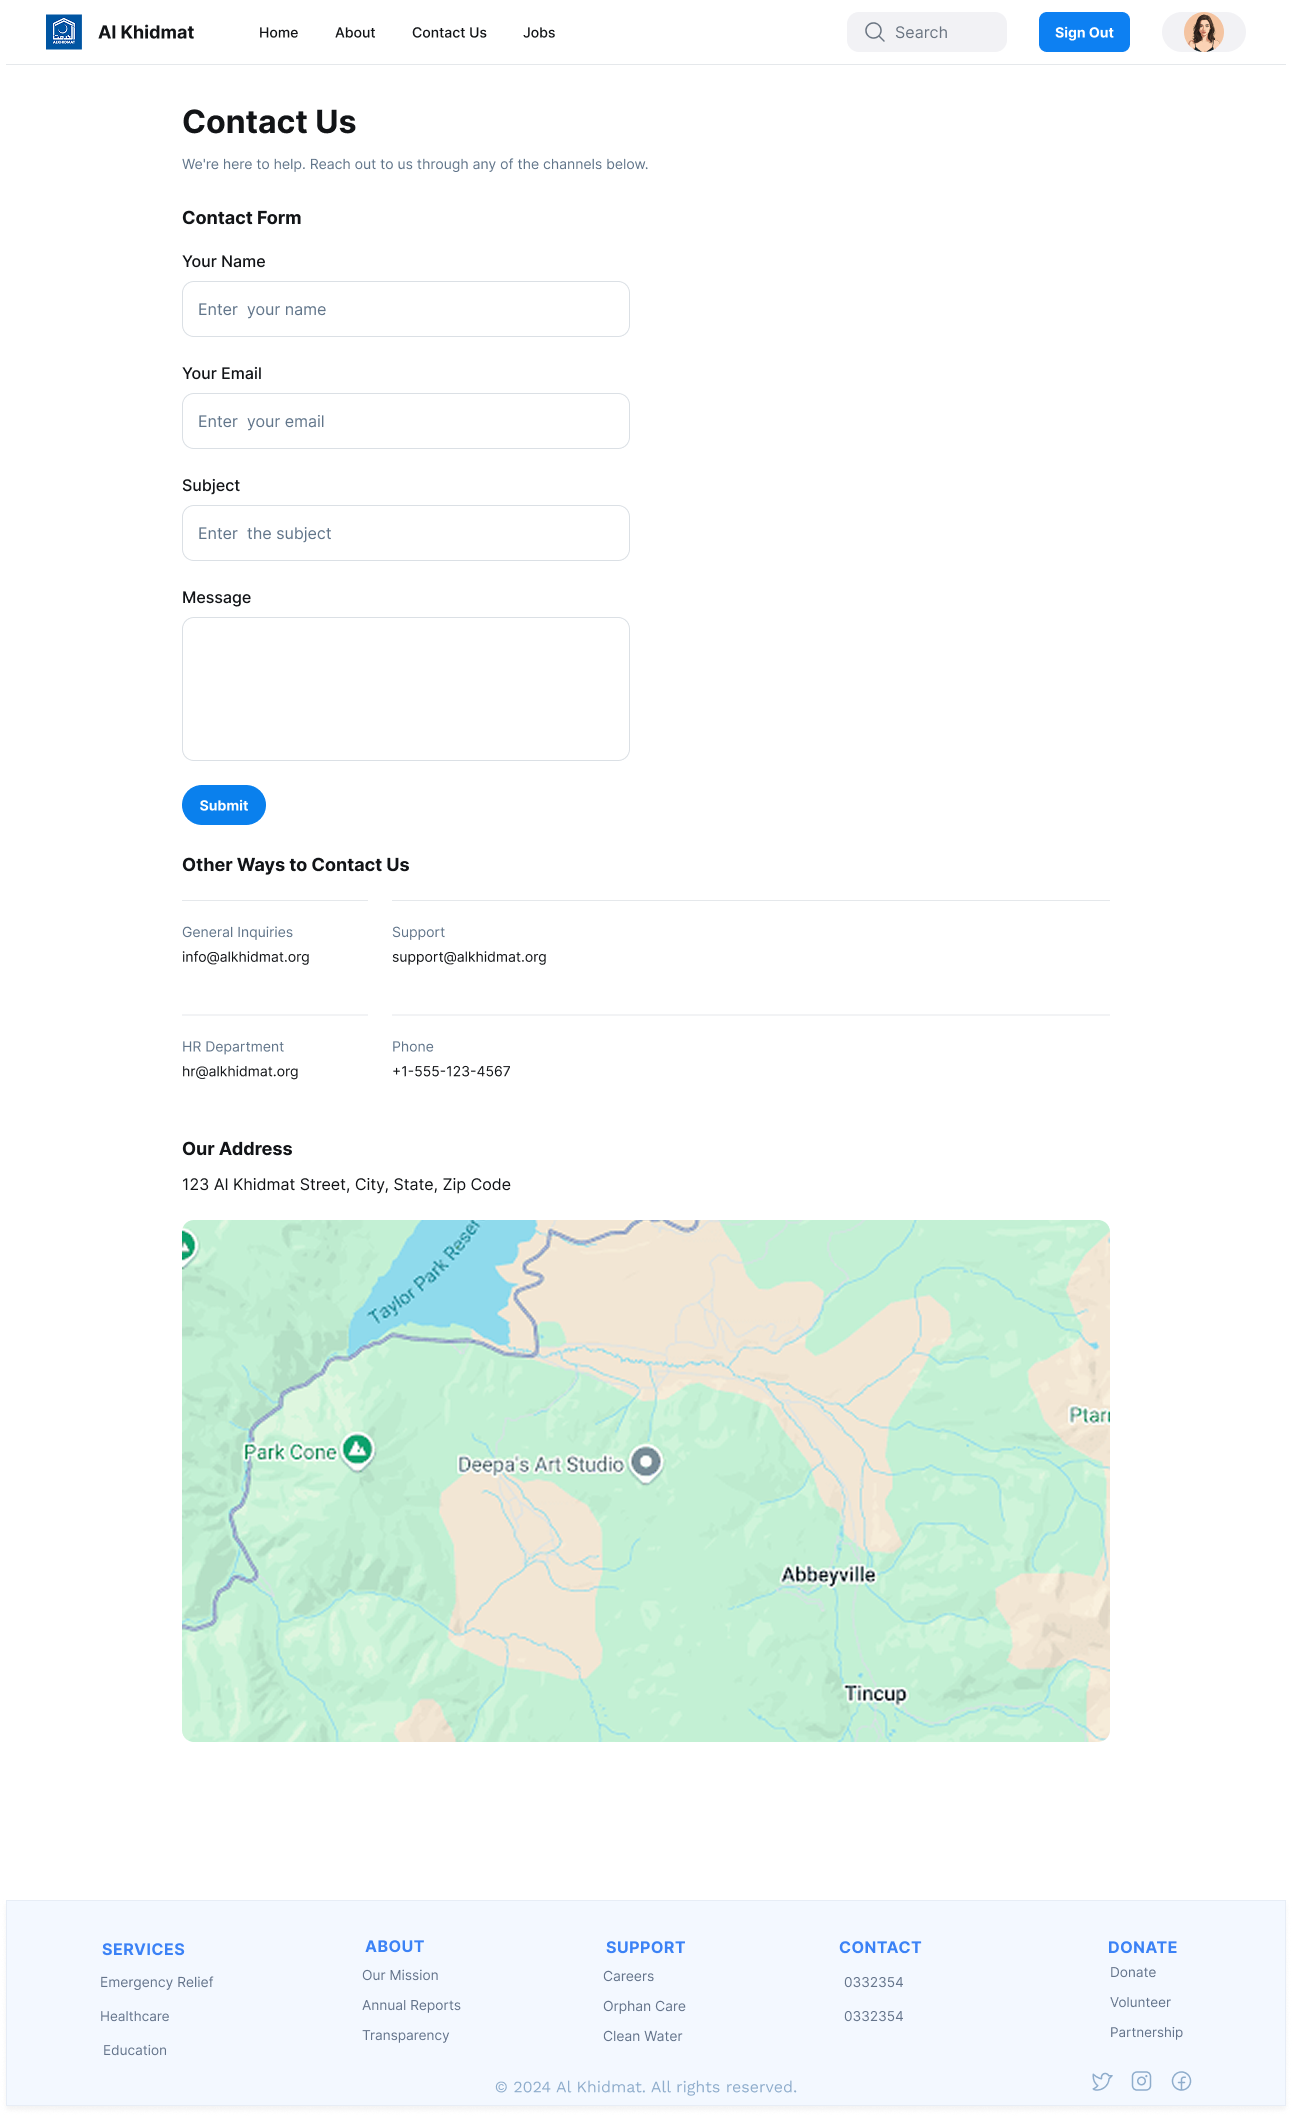 ALKHIDMAT
Al Khidmat
Home
About
Contact Us
Jobs
Search
Sign Out
Contact Us
We're here to help. Reach out to us through any of the channels below.
Contact Form
Your Name
Enter  your name
Your Email
Enter  your email
Subject
Enter  the subject
Message
Submit
Other Ways to Contact Us
General Inquiries
info@alkhidmat.org
Support
support@alkhidmat.org
HR Department
hr@alkhidmat.org
Phone
+1-555-123-4567
Our Address
123 Al Khidmat Street, City, State, Zip Code
Taylor Park Reser
Ptarr
Park Cone
Deepa's Art Studio
Abbeyville
Tincup
SERVICES
Emergency Relief
Healthcare
Education
ABOUT
Our Mission
Annual Reports
Transparency
SUPPORT
Careers
Orphan Care
Clean Water
CONTACT
0332354
0332354
DONATE
Donate
Volunteer
Partnership
© 2024 Al Khidmat. All rights reserved.